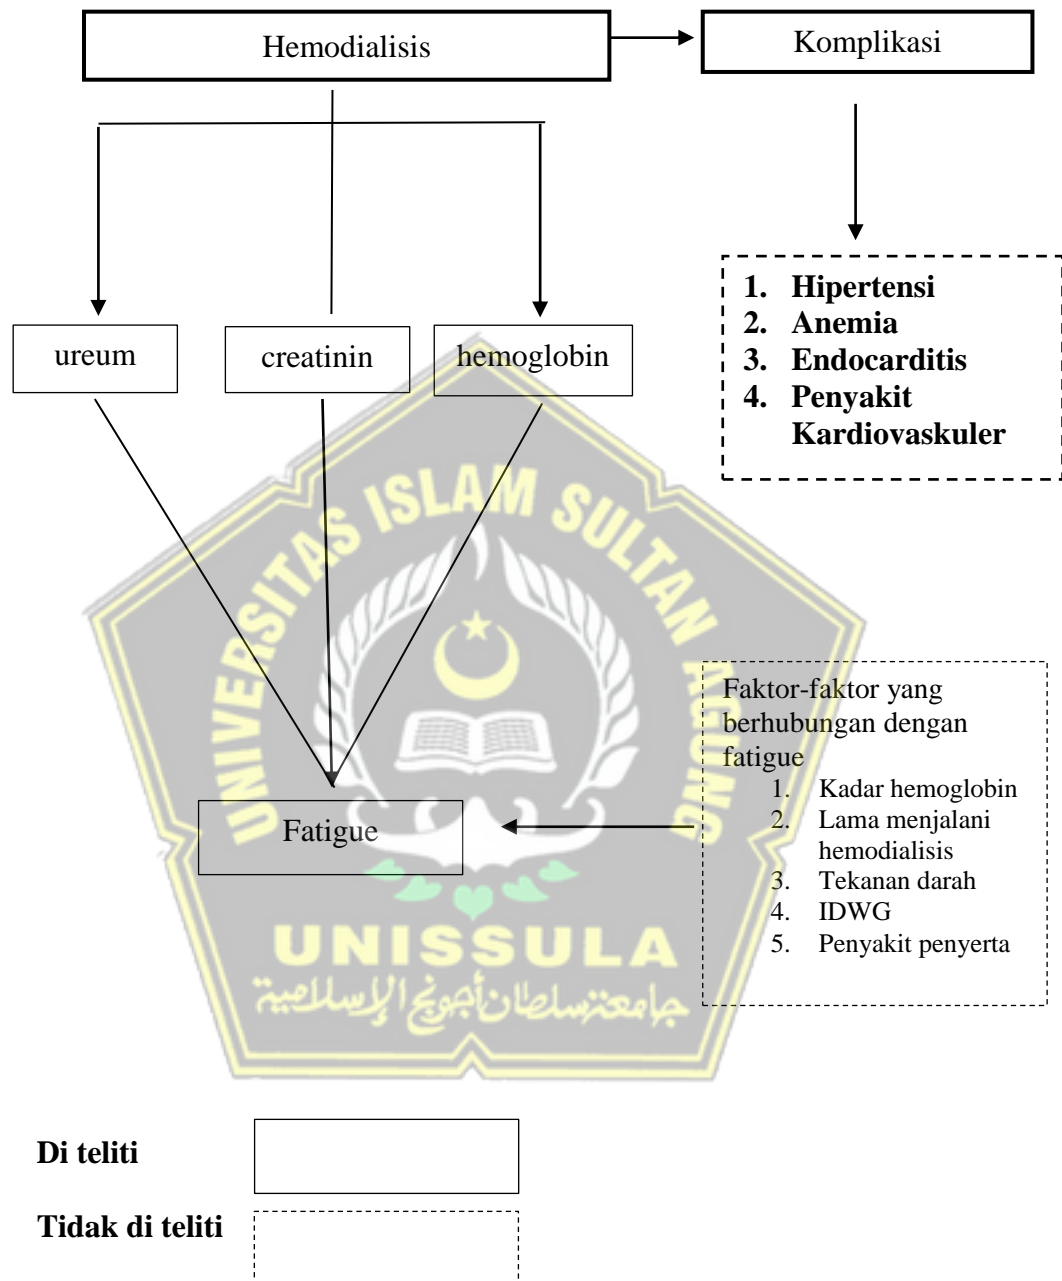 Hemodialisis
Komplikasi
ureum
creatinin
hemoglobin
1. Hipertensi
2. Anemia
3. Endocarditis
4. Penyakit
Kardiovaskuler
UNIVERSITAS ISLAM SULTAN AGUNG
Faktor-faktor yang
berhubungan dengan
fatigue
1. Kadar hemoglobin
2. Lama menjalani
hemodialisis
3. Tekanan darah
4. IDWG
5. Penyakit penyerta
Fatigue
UNISSULA
جامعة سلطان أجونج الإسلامية
Di teliti
Tidak di teliti